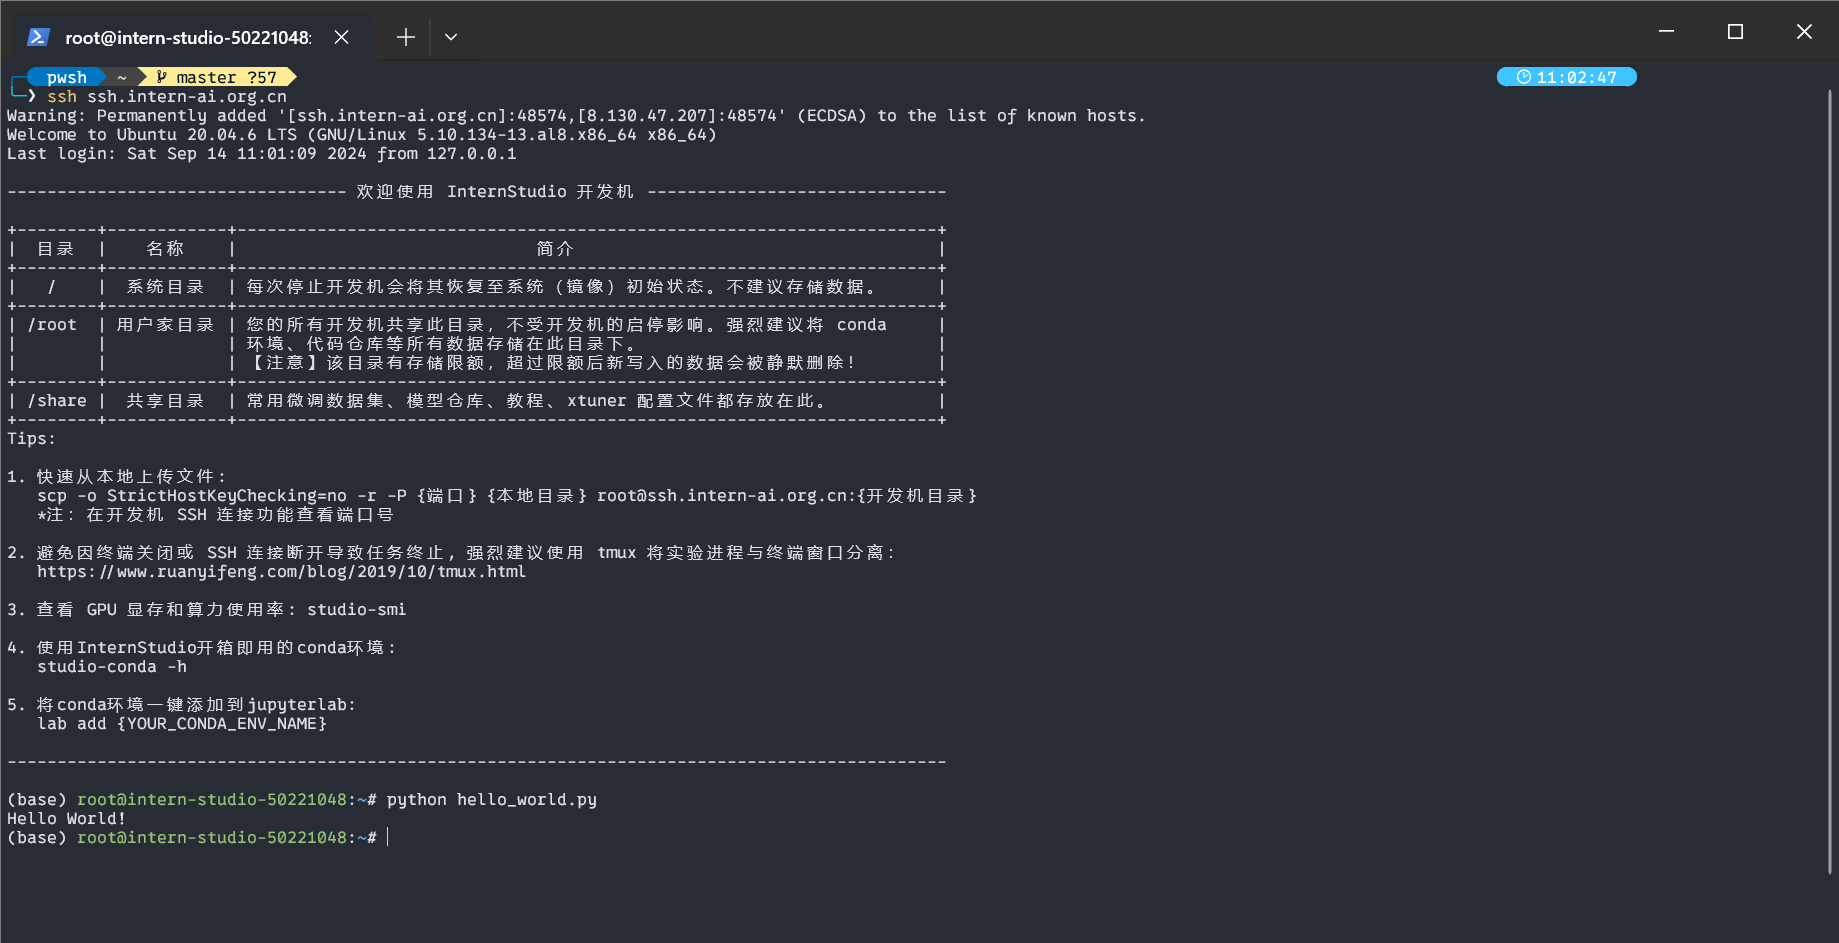 root@intern-studio-50221048:
pwsh ~ master ?57 11:02:47
❯ ssh ssh.intern-ai.org.cn
Warning: Permanently added '[ssh.intern-ai.org.cn]:48574,[8.130.47.207]:48574' (ECDSA) to the list of known hosts.
Welcome to Ubuntu 20.04.6 LTS (GNU/Linux 5.10.134-13.al8.x86_64 x86_64)
Last login: Sat Sep 14 11:01:09 2024 from 127.0.0.1
---------------------------------- 欢迎使用 InternStudio 开发机 ------------------------------
+--------+------------+----------------------------------------------------------------------+
| 目录 | 名称 | 简介 |
+--------+------------+----------------------------------------------------------------------+
| / | 系统目录 | 每次停止开发机会将其恢复至系统（镜像）初始状态。不建议存储数据。 |
+--------+------------+----------------------------------------------------------------------+
| /root | 用户家目录 | 您的所有开发机共享此目录，不受开发机的启停影响。强烈建议将 conda |
| | | 环境、代码仓库等所有数据存储在此目录下。 |
| | | 【注意】该目录有存储限额，超过限额后新写入的数据会被静默删除！ |
+--------+------------+----------------------------------------------------------------------+
| /share | 共享目录 | 常用微调数据集、模型仓库、教程、xtuner 配置文件都存放在此。 |
+--------+------------+----------------------------------------------------------------------+
Tips:
1. 快速从本地上传文件：
scp -o StrictHostKeyChecking=no -r -P {端口} {本地目录} root@ssh.intern-ai.org.cn:{开发机目录}
*注：在开发机 SSH 连接功能查看端口号
2. 避免因终端关闭或 SSH 连接断开导致任务终止，强烈建议使用 tmux 将实验进程与终端窗口分离：
https://www.ruanyifeng.com/blog/2019/10/tmux.html
3. 查看 GPU 显存和算力使用率：studio-smi
4. 使用InternStudio开箱即用的conda环境：
studio-conda -h
5. 将conda环境一键添加到jupyterlab:
lab add {YOUR_CONDA_ENV_NAME}
----------------------------------------------------------------------------------------------
(base) root@intern-studio-50221048:~# python hello_world.py
Hello World!
(base) root@intern-studio-50221048:~#